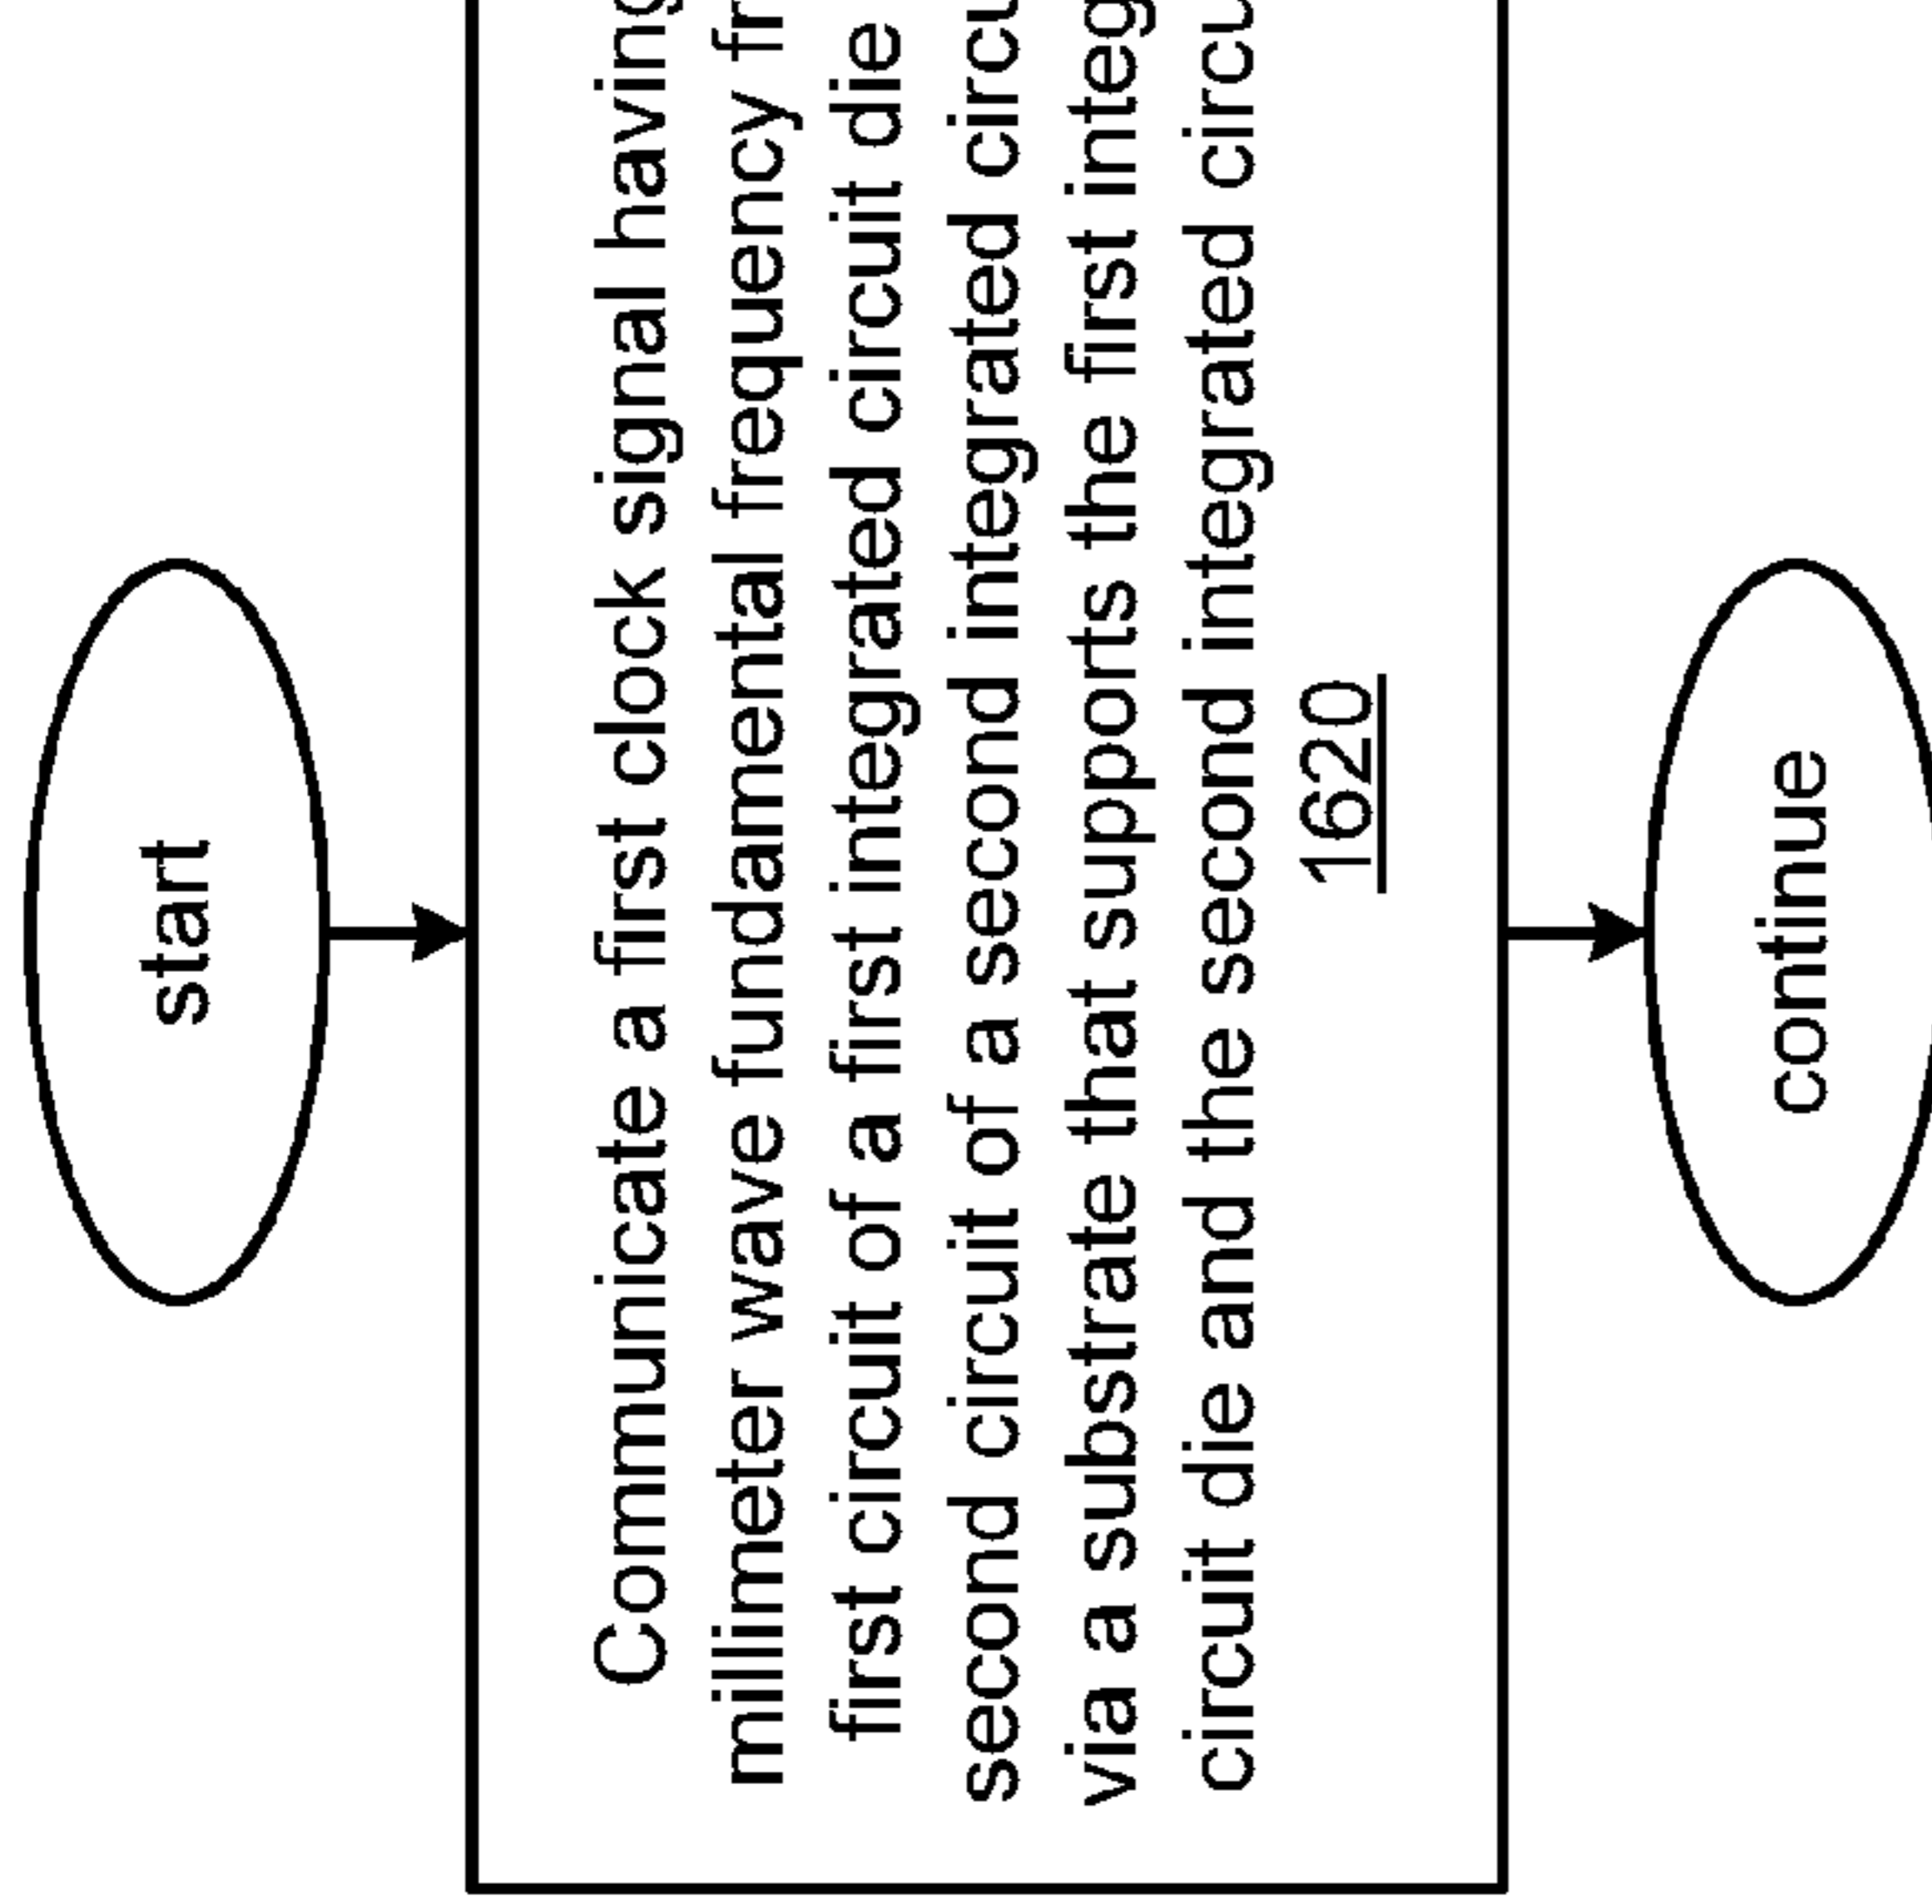 start
Communicate a first clock signal having
millimeter wave fundamental frequency fr
first circuit of a first integrated circuit die
second circuit of a second integrated circu
via a substrate that supports the first integ
circuit die and the second integrated circu
1620
continue